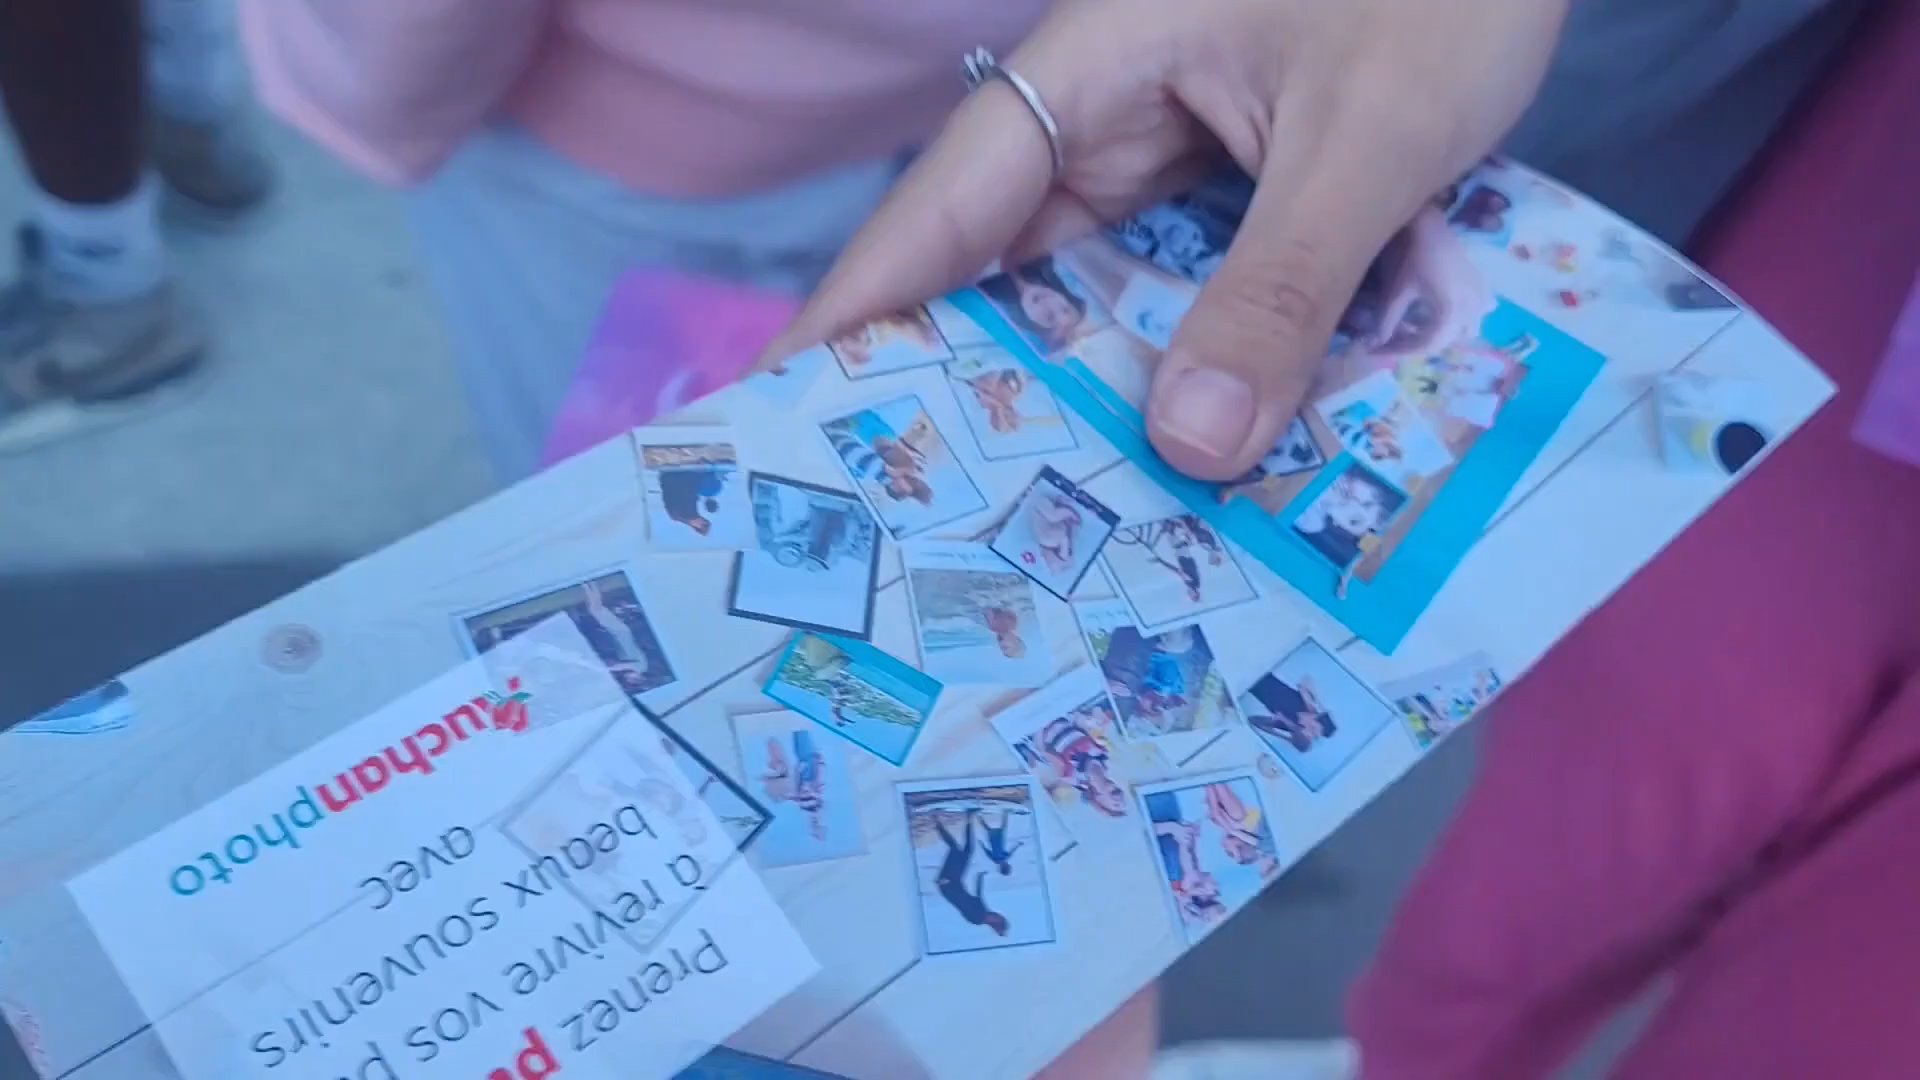 Prenez
à revivre vos
beaux souvenirs
avec
Auchanphoto